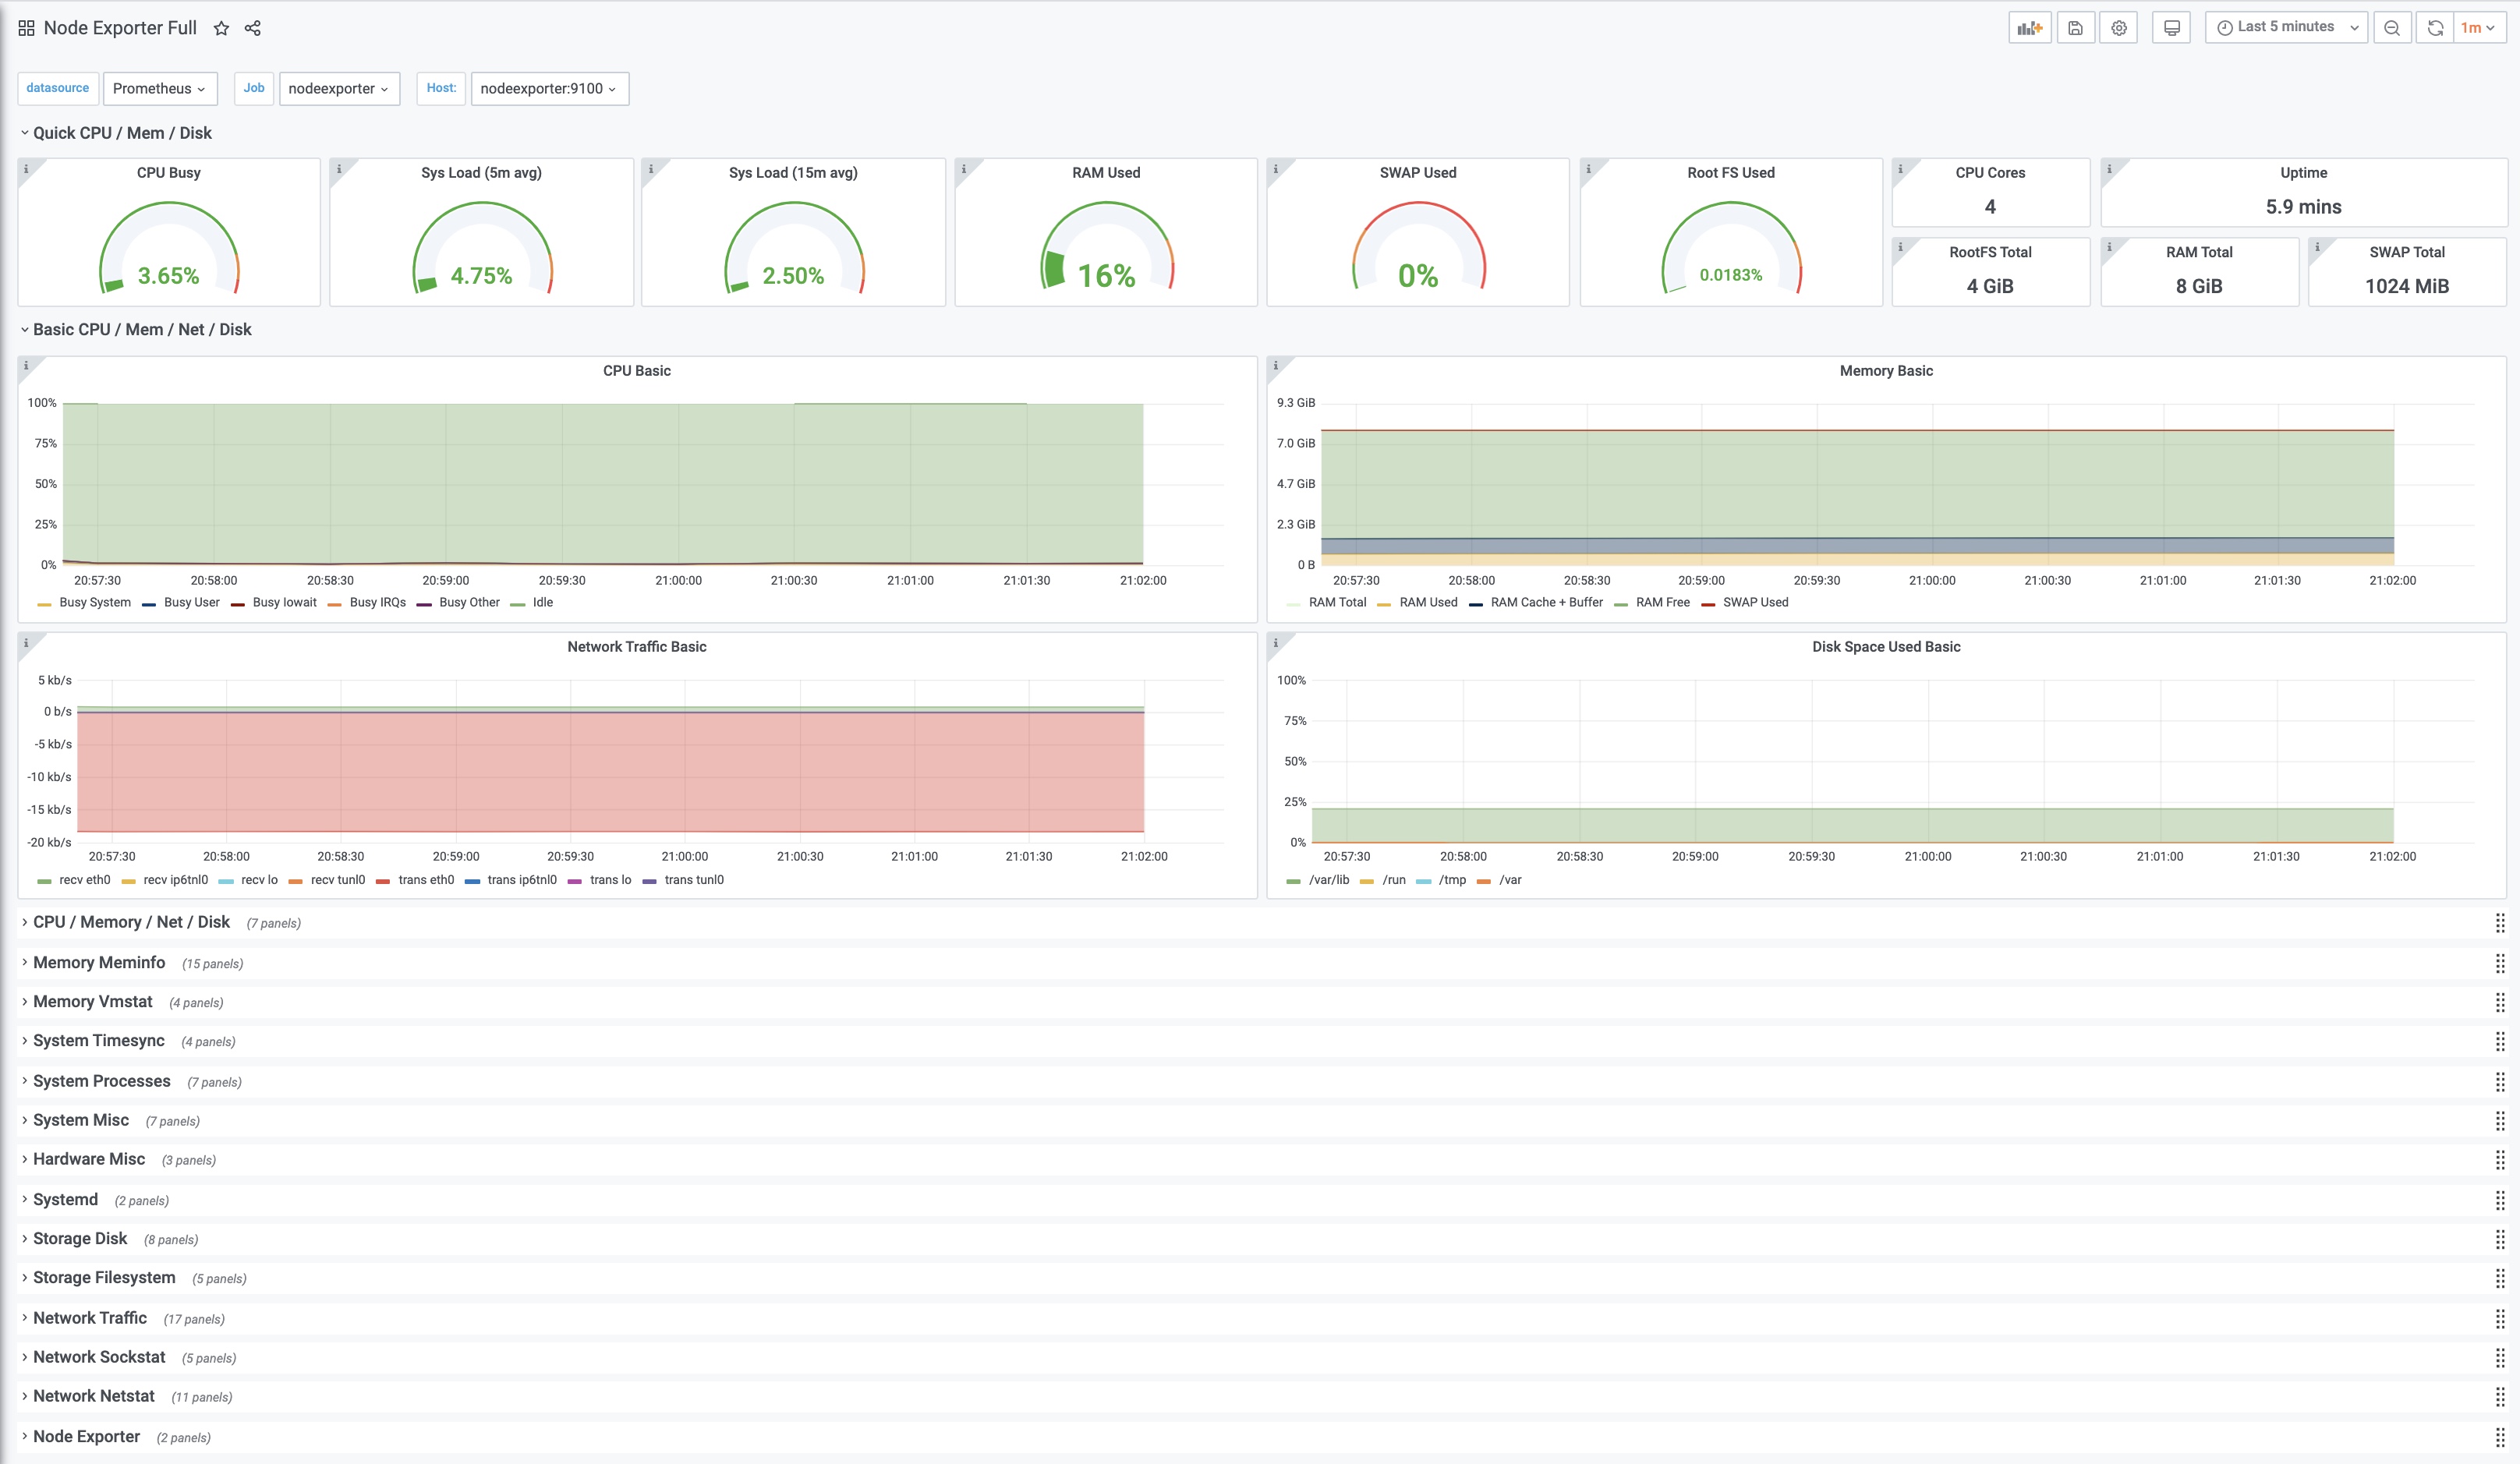 Node Exporter Full
Last 5 minutes
1m
datasource Prometheus Job nodeexporter Host: nodeexporter:9100
Quick CPU / Mem / Disk
CPU Busy
3.65%
Sys Load (5m avg)
4.75%
Sys Load (15m avg)
2.50%
RAM Used
16%
SWAP Used
0%
Root FS Used
0.0183%
CPU Cores
4
Uptime
5.9 mins
RootFS Total
4 GiB
RAM Total
8 GiB
SWAP Total
1024 MiB
Basic CPU / Mem / Net / Disk
CPU Basic
100%
75%
50%
25%
0%
20:57:30 20:58:00 20:58:30 20:59:00 20:59:30 21:00:00 21:00:30 21:01:00 21:01:30 21:02:00
Busy System Busy User Busy Iowait Busy IRQs Busy Other Idle
Memory Basic
9.3 GiB
7.0 GiB
4.7 GiB
2.3 GiB
0 B
20:57:30 20:58:00 20:58:30 20:59:00 20:59:30 21:00:00 21:00:30 21:01:00 21:01:30 21:02:00
RAM Total RAM Used RAM Cache + Buffer RAM Free SWAP Used
Network Traffic Basic
5 kb/s
0 b/s
-5 kb/s
-10 kb/s
-15 kb/s
-20 kb/s
20:57:30 20:58:00 20:58:30 20:59:00 20:59:30 21:00:00 21:00:30 21:01:00 21:01:30 21:02:00
recv eth0 recv ip6tnl0 recv lo recv tunl0 trans eth0 trans ip6tnl0 trans lo trans tunl0
Disk Space Used Basic
100%
75%
50%
25%
0%
20:57:30 20:58:00 20:58:30 20:59:00 20:59:30 21:00:00 21:00:30 21:01:00 21:01:30 21:02:00
/var/lib /run /tmp /var
CPU / Memory / Net / Disk (7 panels)
Memory Meminfo (15 panels)
Memory Vmstat (4 panels)
System Timesync (4 panels)
System Processes (7 panels)
System Misc (7 panels)
Hardware Misc (3 panels)
Systemd (2 panels)
Storage Disk (8 panels)
Storage Filesystem (5 panels)
Network Traffic (17 panels)
Network Sockstat (5 panels)
Network Netstat (11 panels)
Node Exporter (2 panels)